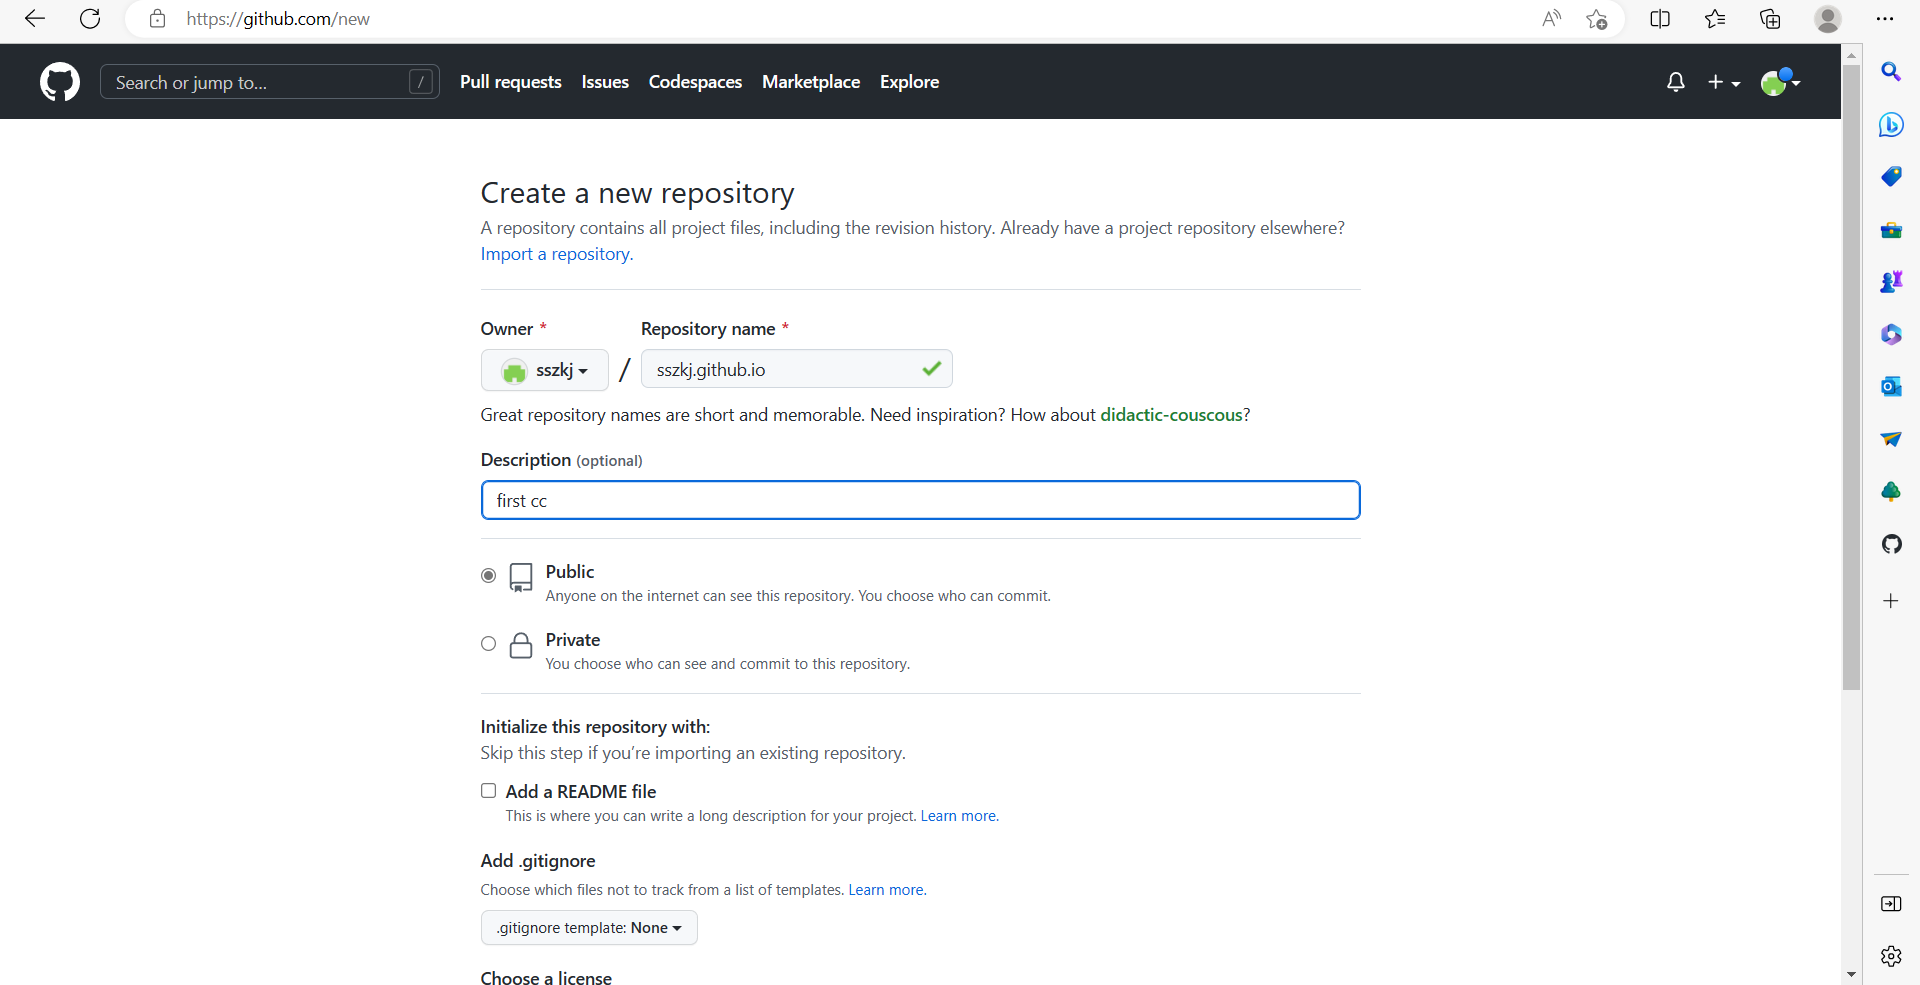 https://github.com/new
Search or jump to... /
Pull requests Issues Codespaces Marketplace Explore
Create a new repository
A repository contains all project files, including the revision history. Already have a project repository elsewhere?
Import a repository.
Owner * Repository name *
sszkj / sszkj.github.io
Great repository names are short and memorable. Need inspiration? How about didactic-couscous?
Description (optional)
first cc
Public
Anyone on the internet can see this repository. You choose who can commit.
Private
You choose who can see and commit to this repository.
Initialize this repository with:
Skip this step if you’re importing an existing repository.
Add a README file
This is where you can write a long description for your project. Learn more.
Add .gitignore
Choose which files not to track from a list of templates. Learn more.
.gitignore template: None
Choose a license